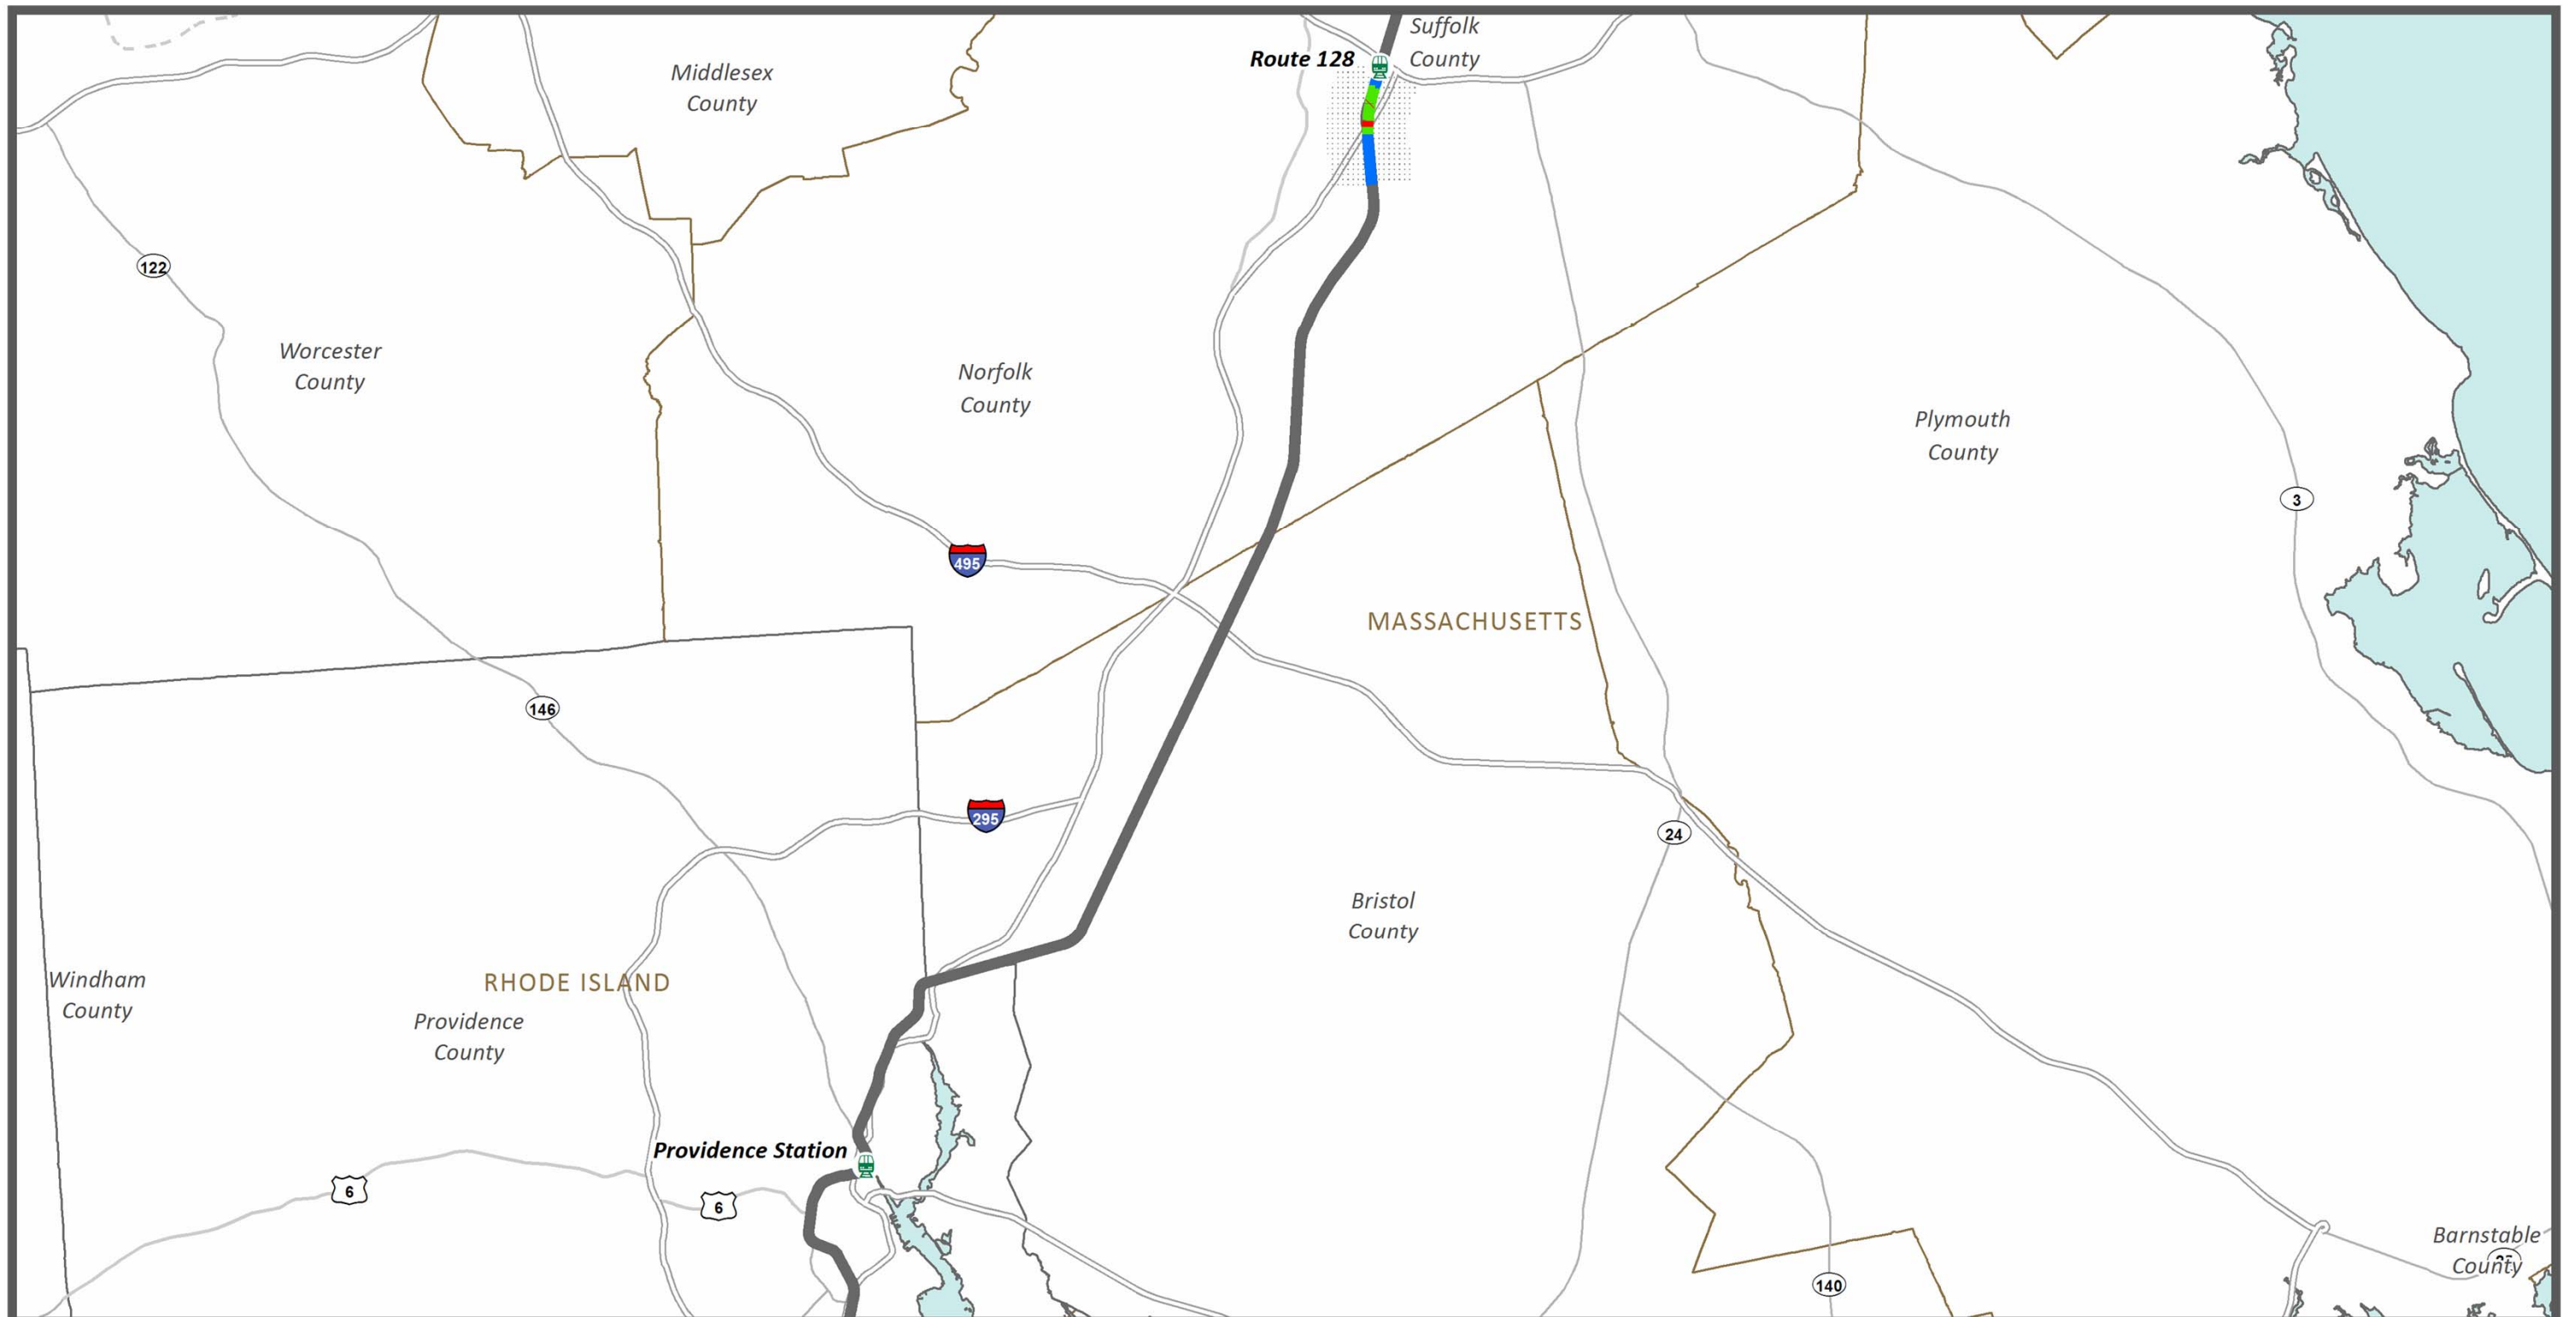 Suffolk
County
Route 128
Middlesex
County
122
Worcester
County
Norfolk
County
Plymouth
County
3
495
MASSACHUSETTS
146
295
24
Bristol
County
Windham
County
RHODE ISLAND
Providence
County
Providence Station
6
6
Barnstable
County
140